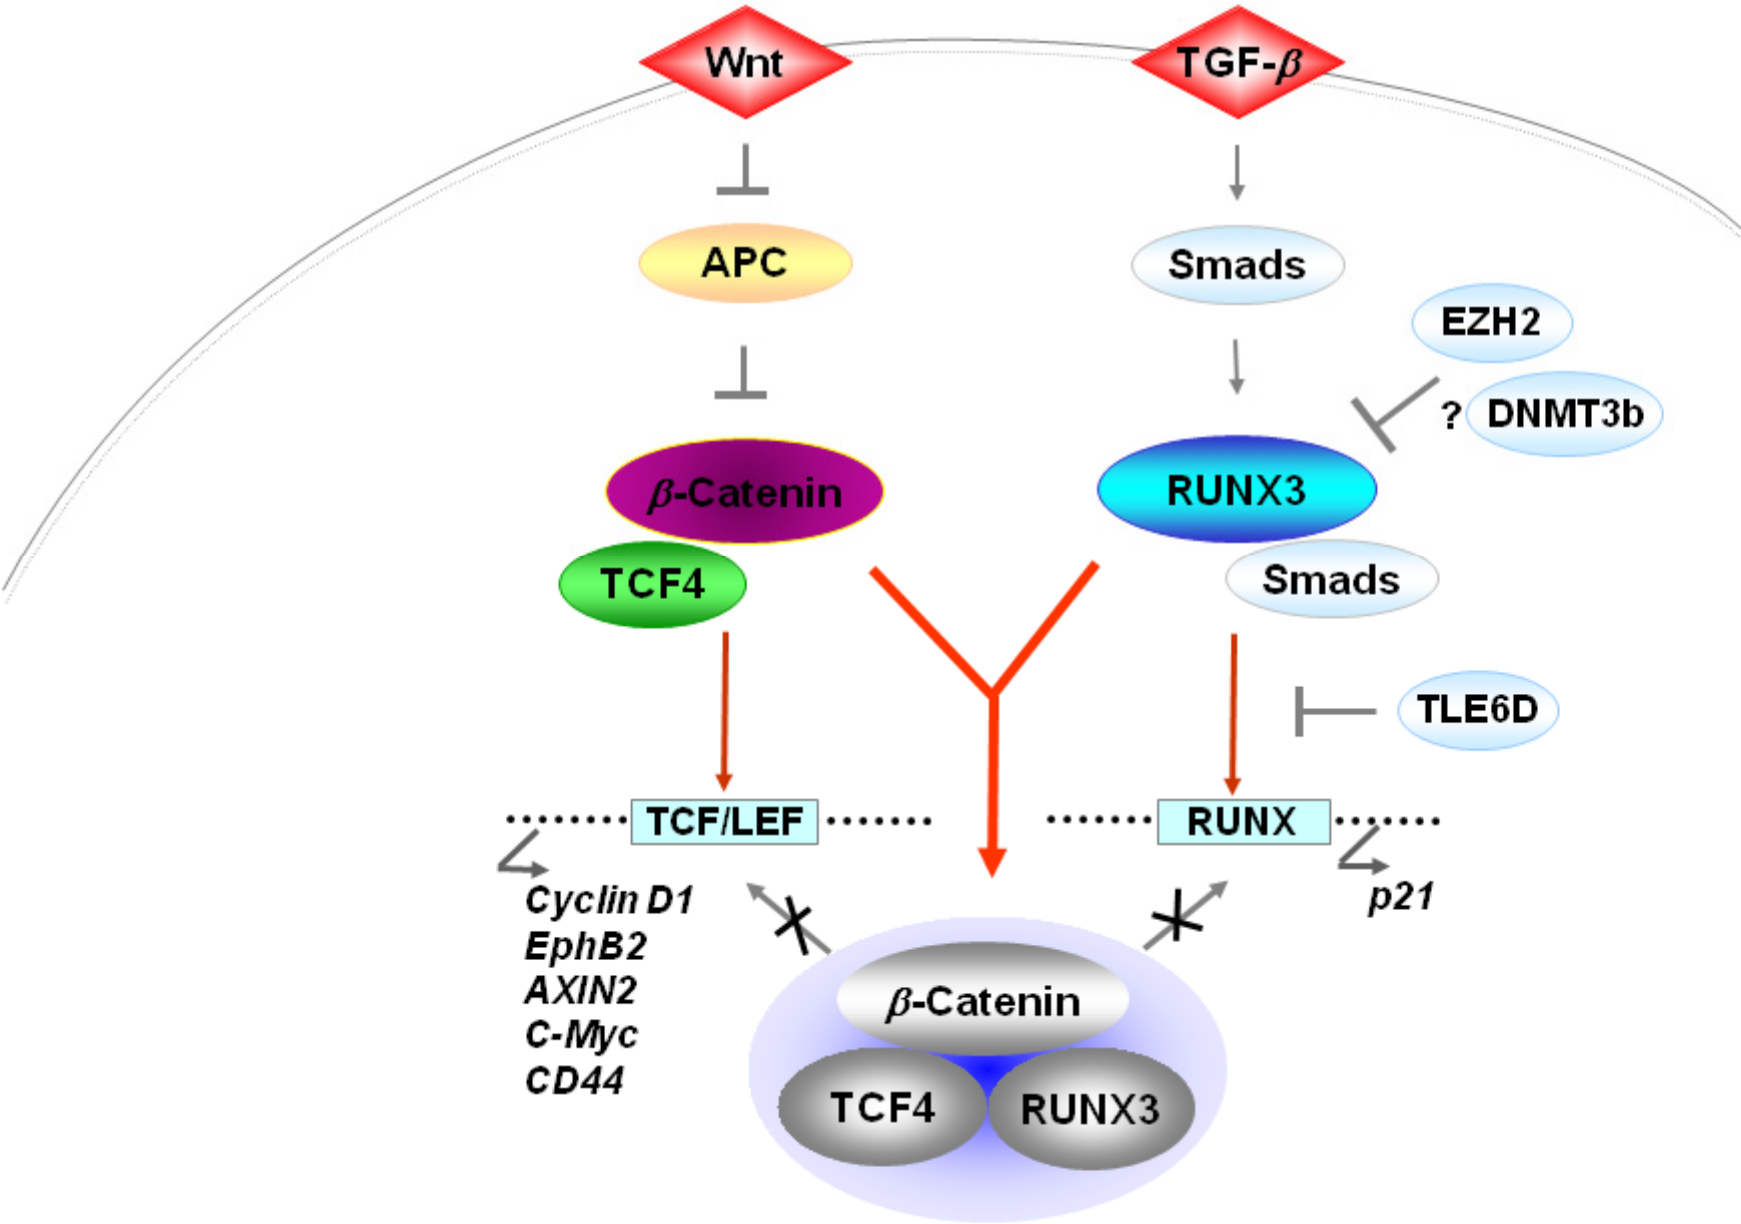 Wnt
TGF-β
APC
Smads
EZH2
? DNMT3b
β-Catenin
RUNX3
TCF4
Smads
TLE6D
TCF/LEF
RUNX
Cyclin D1
EphB2
AXIN2
C-Myc
CD44
p21
β-Catenin
TCF4
RUNX3